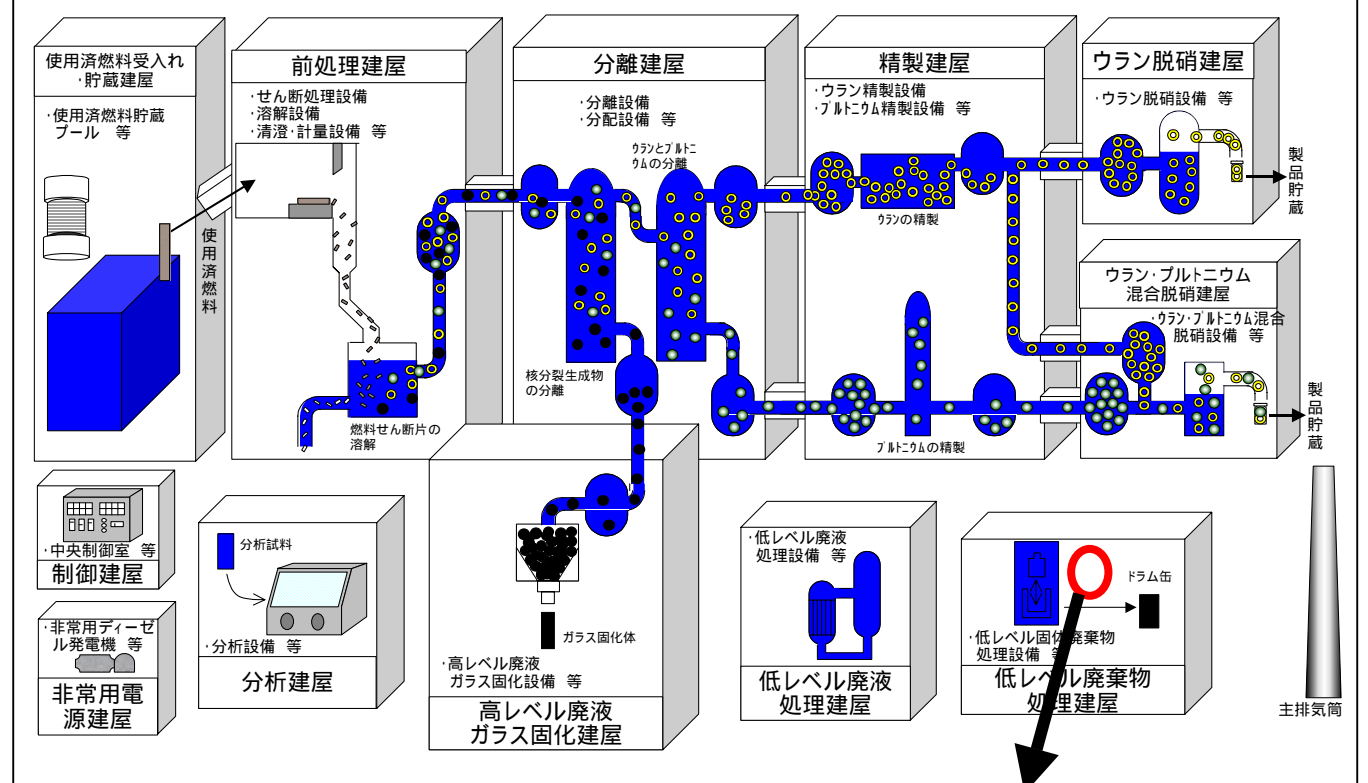 使用済燃料受入れ
・貯蔵建屋
・使用済燃料貯蔵
プール 等
使用済燃料
前処理建屋
・せん断処理設備
・溶解設備
・清澄・計量設備 等
燃料せん断片の
溶解
分離建屋
・分離設備
・分配設備 等
ウランとプルトニ
ウムの分離
核分裂生成物
の分離
精製建屋
・ウラン精製設備
・プルトニウム精製設備 等
ウランの精製
プルトニウムの精製
ウラン脱硝建屋
・ウラン脱硝設備 等
製品貯蔵
ウラン・プルトニウム
混合脱硝建屋
・ウラン・プルトニウム混合
脱硝設備 等
製品貯蔵
・中央制御室 等
制御建屋
・非常用ディーゼ
ル発電機 等
非常用電
源建屋
分析試料
・分析設備 等
分析建屋
ガラス固化体
・高レベル廃液
ガラス固化設備 等
高レベル廃液
ガラス固化建屋
・低レベル廃液
処理設備 等
低レベル廃液
処理建屋
ドラム缶
・低レベル固体廃棄物
処理設備 等
低レベル廃棄物
処理建屋
主排気筒